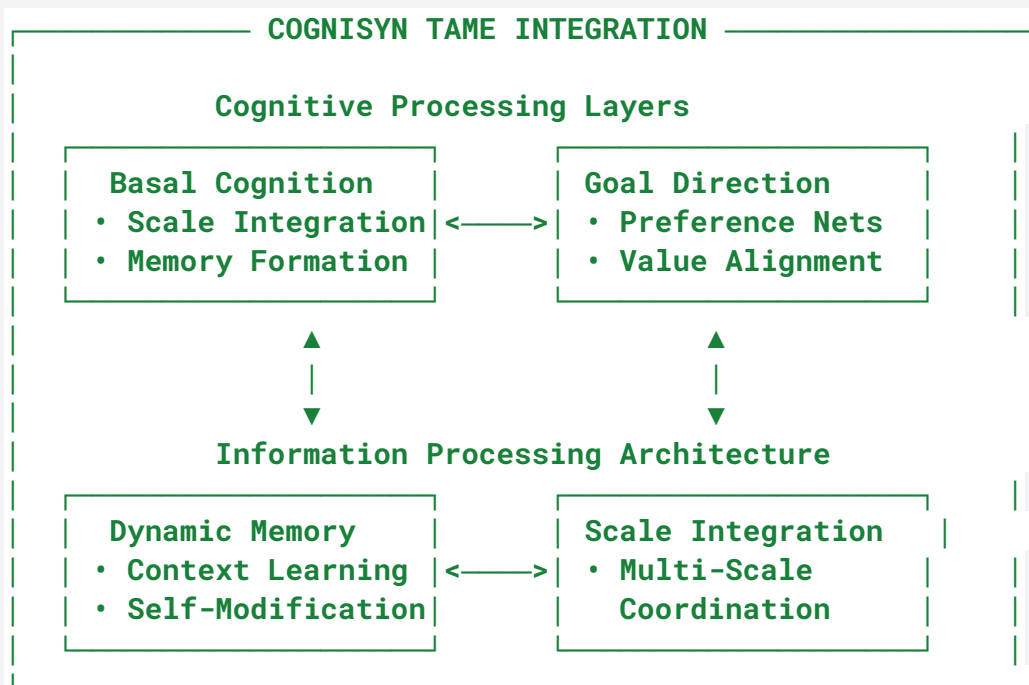 COGNISYN TAME INTEGRATION
Cognitive Processing Layers
Basal Cognition
• Scale Integration
• Memory Formation
Goal Direction
• Preference Nets
• Value Alignment
Information Processing Architecture
Dynamic Memory
• Context Learning
• Self-Modification
Scale Integration
• Multi-Scale
Coordination